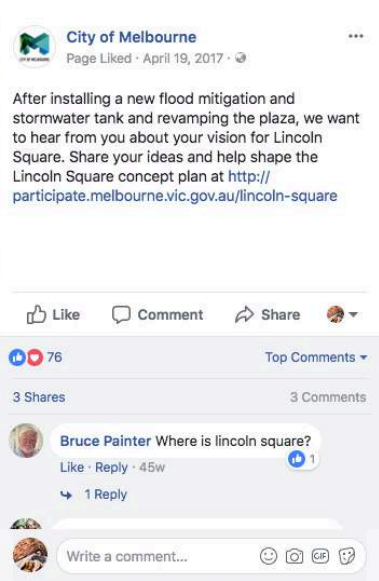 City of Melbourne
Page Liked · April 19, 2017 ·
CITY OF MELBOURNE
After installing a new flood mitigation and
stormwater tank and revamping the plaza, we want
to hear from you about your vision for Lincoln
Square. Share your ideas and help shape the
Lincoln Square concept plan at http://
participate.melbourne.vic.gov.au/lincoln-square
Like Comment Share
76 Top Comments
3 Shares 3 Comments
Bruce Painter Where is lincoln square?
1
Like · Reply · 45w
1 Reply
Write a comment... GIF